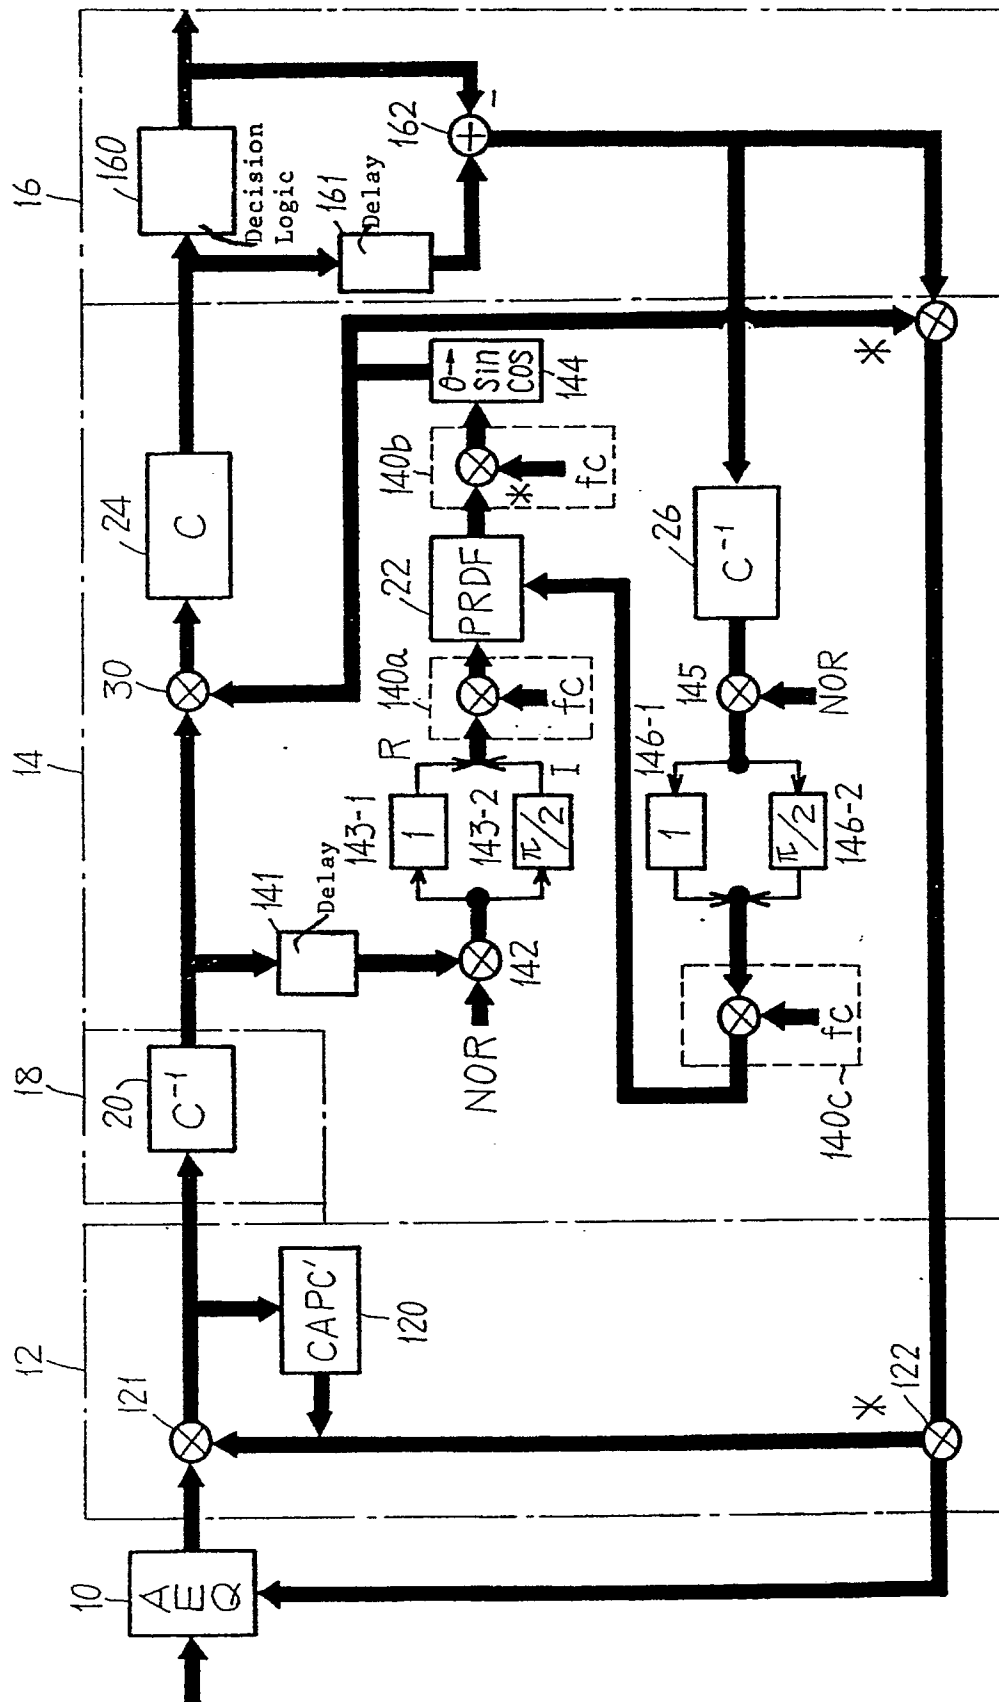 10
A
E
Q
12
121
CAPC'
120
*
122
18
20
C⁻¹
14
141
Delay
NOR
142
143-1
1
143-2
π/2
R
I
140a
fc
22
PRDF
140b
*
fc
θ→
Sin
COS
144
30
24
C
*
26
C⁻¹
145
NOR
146-1
1
146-2
π/2
140c
fc
16
160
Decision
Logic
161
Delay
162
+
-